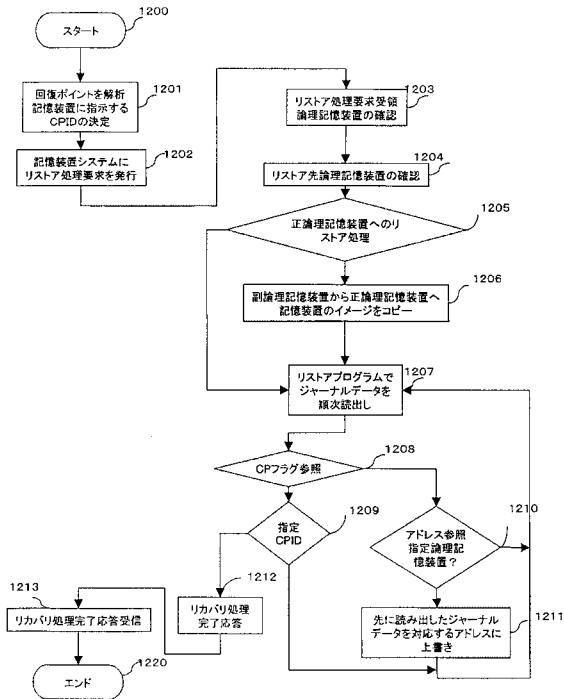 スタート
1200
回復ポイントを解析
記憶装置に指示する
CPIDの決定
1201
記憶装置システムに
リストア処理要求を発行
1202
リストア処理要求受領
論理記憶装置の確認
1203
リストア先論理記憶装置の確認
1204
正論理記憶装置へのリ
ストア処理
1205
副論理記憶装置から正論理記憶装置へ
記憶装置のイメージをコピー
1206
リストアプログラムで
ジャーナルデータを
順次読出し
1207
CPフラグ参照
1208
指定
CPID
1209
アドレス参照
指定論理記
憶装置?
1210
先に読み出したジャーナル
データを対応するアドレスに
上書き
1211
リカバリ処理
完了応答
1212
リカバリ処理完了応答受信
1213
エンド
1220